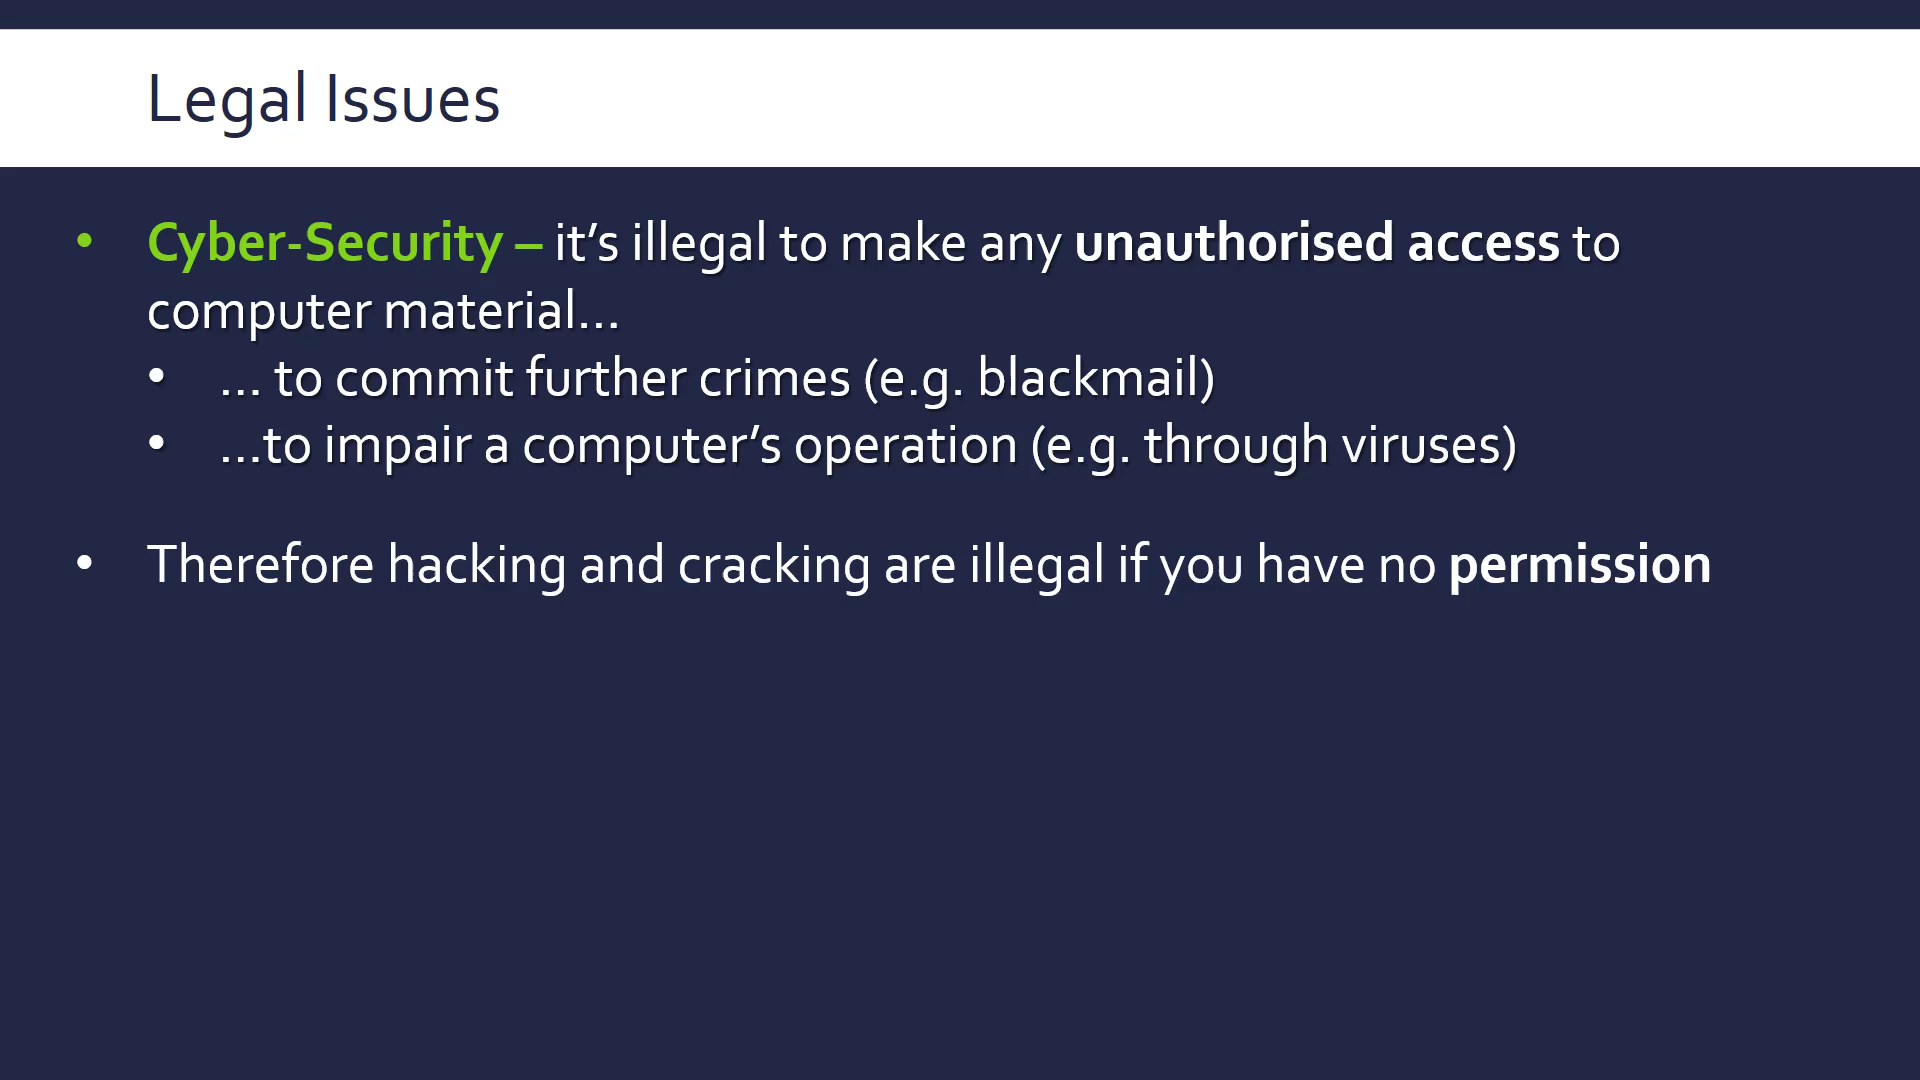 Legal Issues
• Cyber-Security – it’s illegal to make any unauthorised access to
computer material…
• … to commit further crimes (e.g. blackmail)
• …to impair a computer’s operation (e.g. through viruses)
• Therefore hacking and cracking are illegal if you have no permission